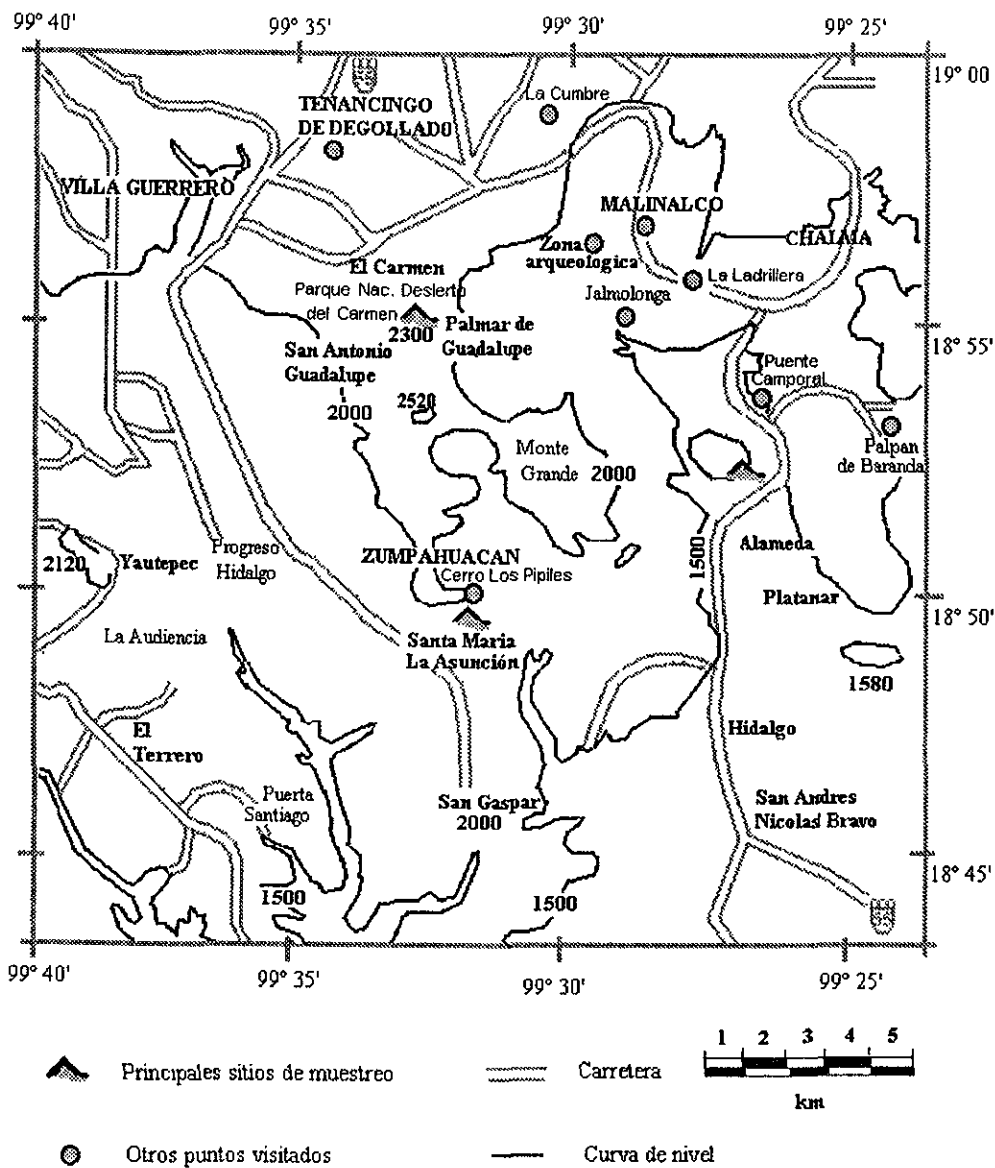 99° 40'
99° 35'
99° 30'
99° 25'
19° 00
La Cumbre
TENANCINGO
DE DEGOLLADO
VILLA GUERRERO
MALINALCO
CHALMA
Zona
arqueologica
El Carmen
La Ladrillera
Parque Nac. Desierto
del Carmen
Jalmolonga
2300
Palmar de
Guadalupe
18° 55'
San Antonio
Guadalupe
Puente
Camporal
2000
2520
Monte
Grande
2000
Palpan
de Baranda
Progreso
Hidalgo
ZUMPAHUACAN
1500
Alameda
2120
Yautepec
Cerro Los Pipiles
Platanar
18° 50'
La Audiencia
Santa Maria
La Asunción
1580
El
Terrero
Hidalgo
Puerta
Santiago
San Gaspar
2000
San Andres
Nicolas Bravo
18° 45'
1500
1500
99° 40'
99° 35'
99° 30'
99° 25'
1 2 3 4 5
Principales sitios de muestreo
Carretera
km
Otros puntos visitados
Curva de nivel